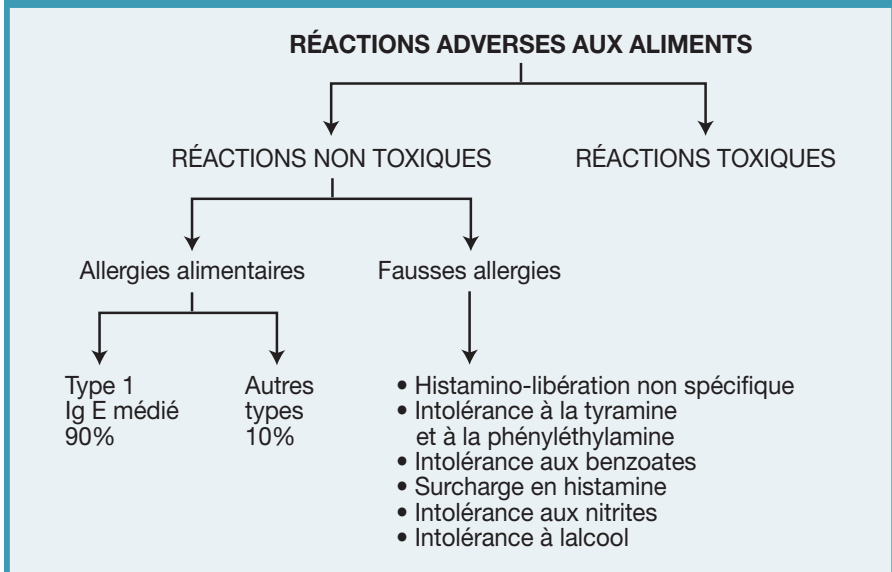 RÉACTIONS ADVERSES AUX ALIMENTS
RÉACTIONS NON TOXIQUES
RÉACTIONS TOXIQUES
Allergies alimentaires
Fausses allergies
Type 1
Ig E médié
90%
Autres
types
10%
• Histamino-libération non spécifique
• Intolérance à la tyramine
et à la phényléthylamine
• Intolérance aux benzoates
• Surcharge en histamine
• Intolérance aux nitrites
• Intolérance à lalcool